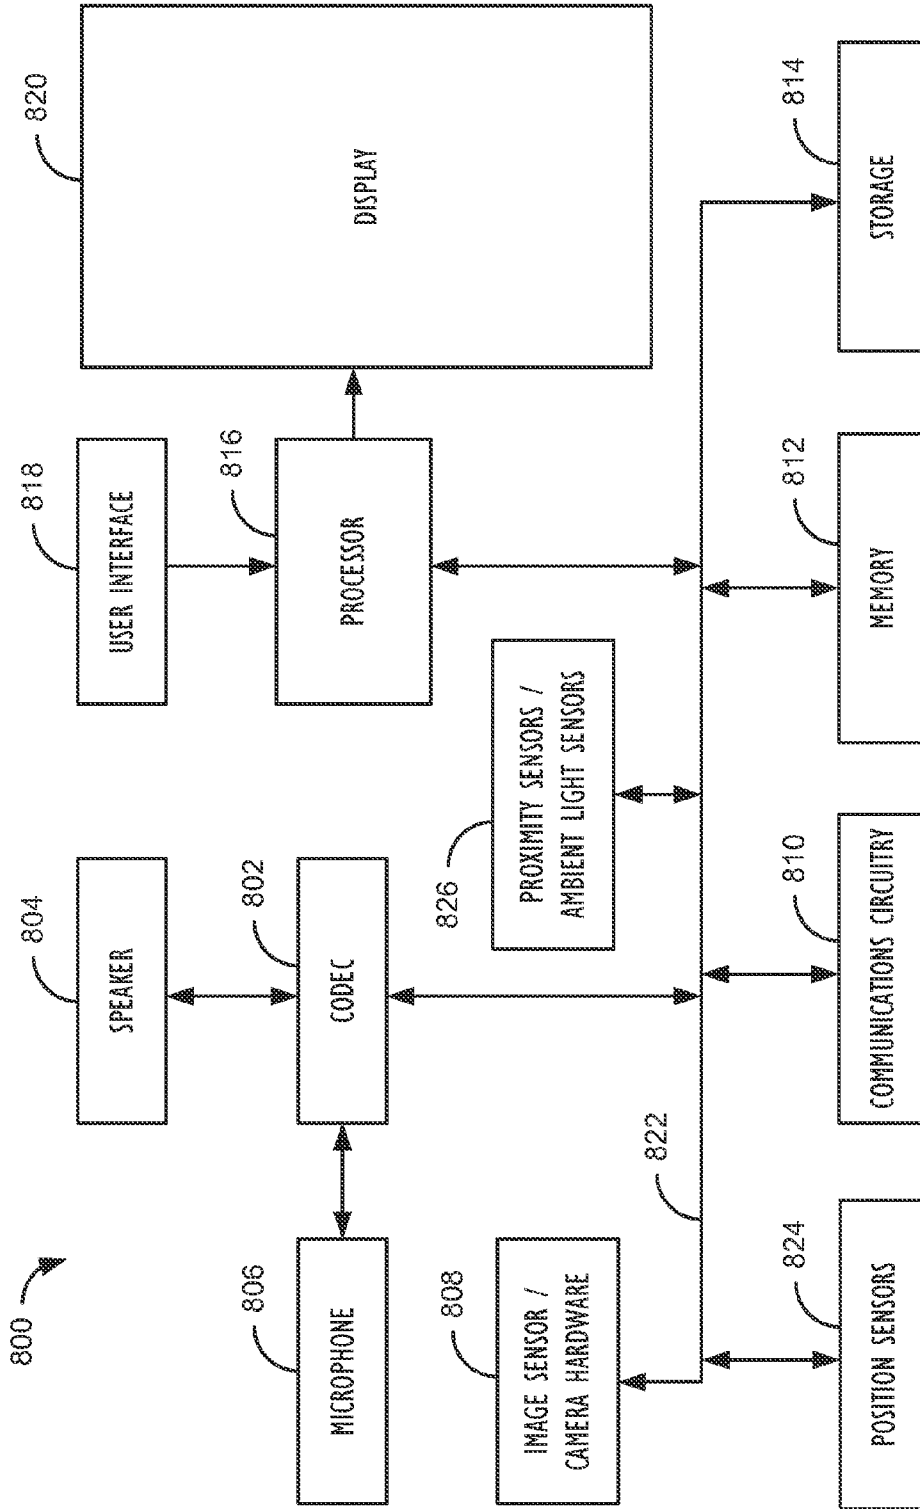 800
806
MICROPHONE
804
SPEAKER
802
CODEC
818
USER INTERFACE
816
PROCESSOR
820
DISPLAY
808
IMAGE SENSOR /
CAMERA HARDWARE
826
PROXIMITY SENSORS /
AMBIENT LIGHT SENSORS
822
824
POSITION SENSORS
810
COMMUNICATIONS CIRCUITRY
812
MEMORY
814
STORAGE